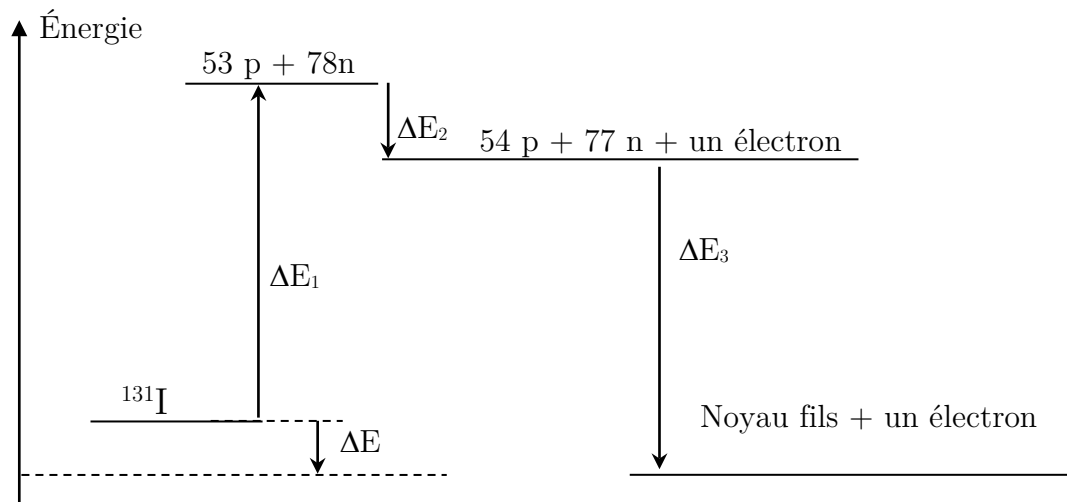 Énergie
53 p + 78n
ΔE₂
54 p + 77 n + un électron
ΔE₃
ΔE₁
¹³¹I
Noyau fils + un électron
ΔE